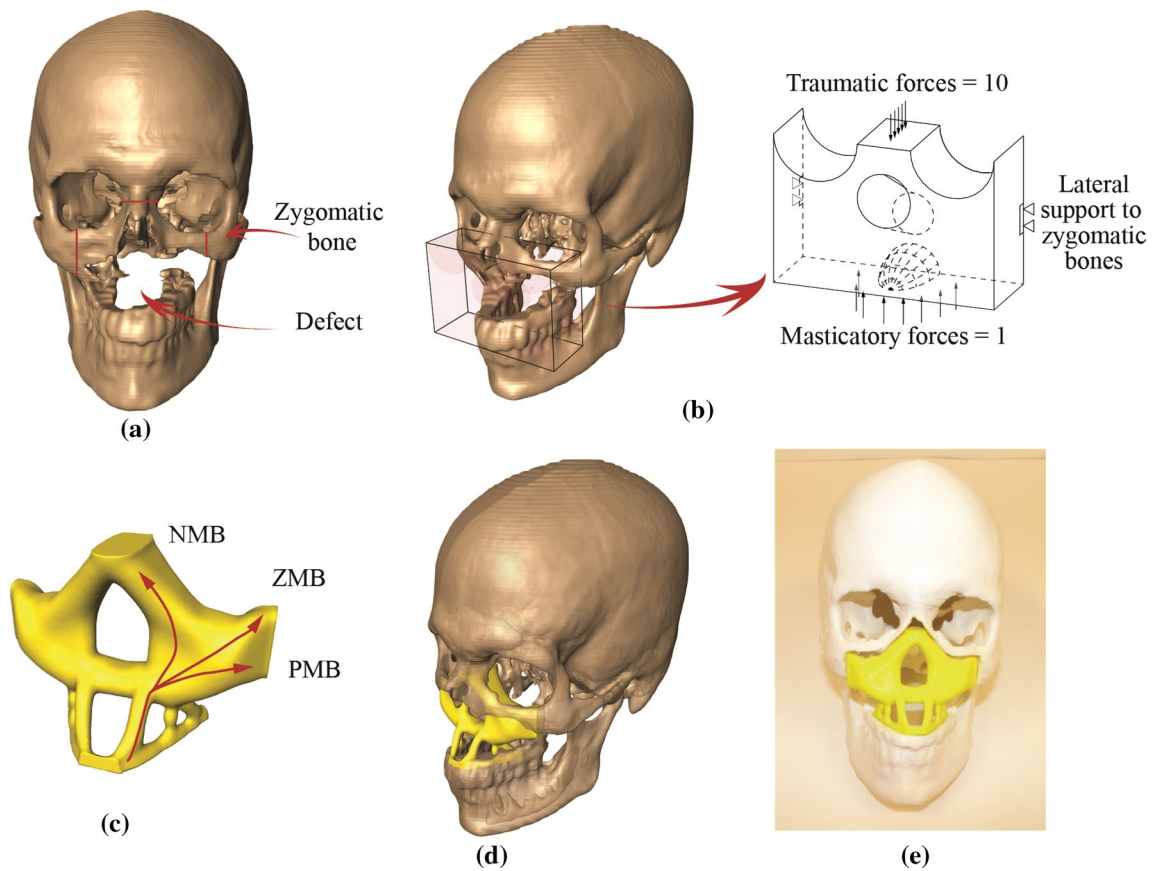 Zygomatic
bone
Defect
(a)
Traumatic forces = 10
Lateral
support to
zygomatic
bones
Masticatory forces = 1
(b)
NMB
ZMB
PMB
(c)
(d)
(e)